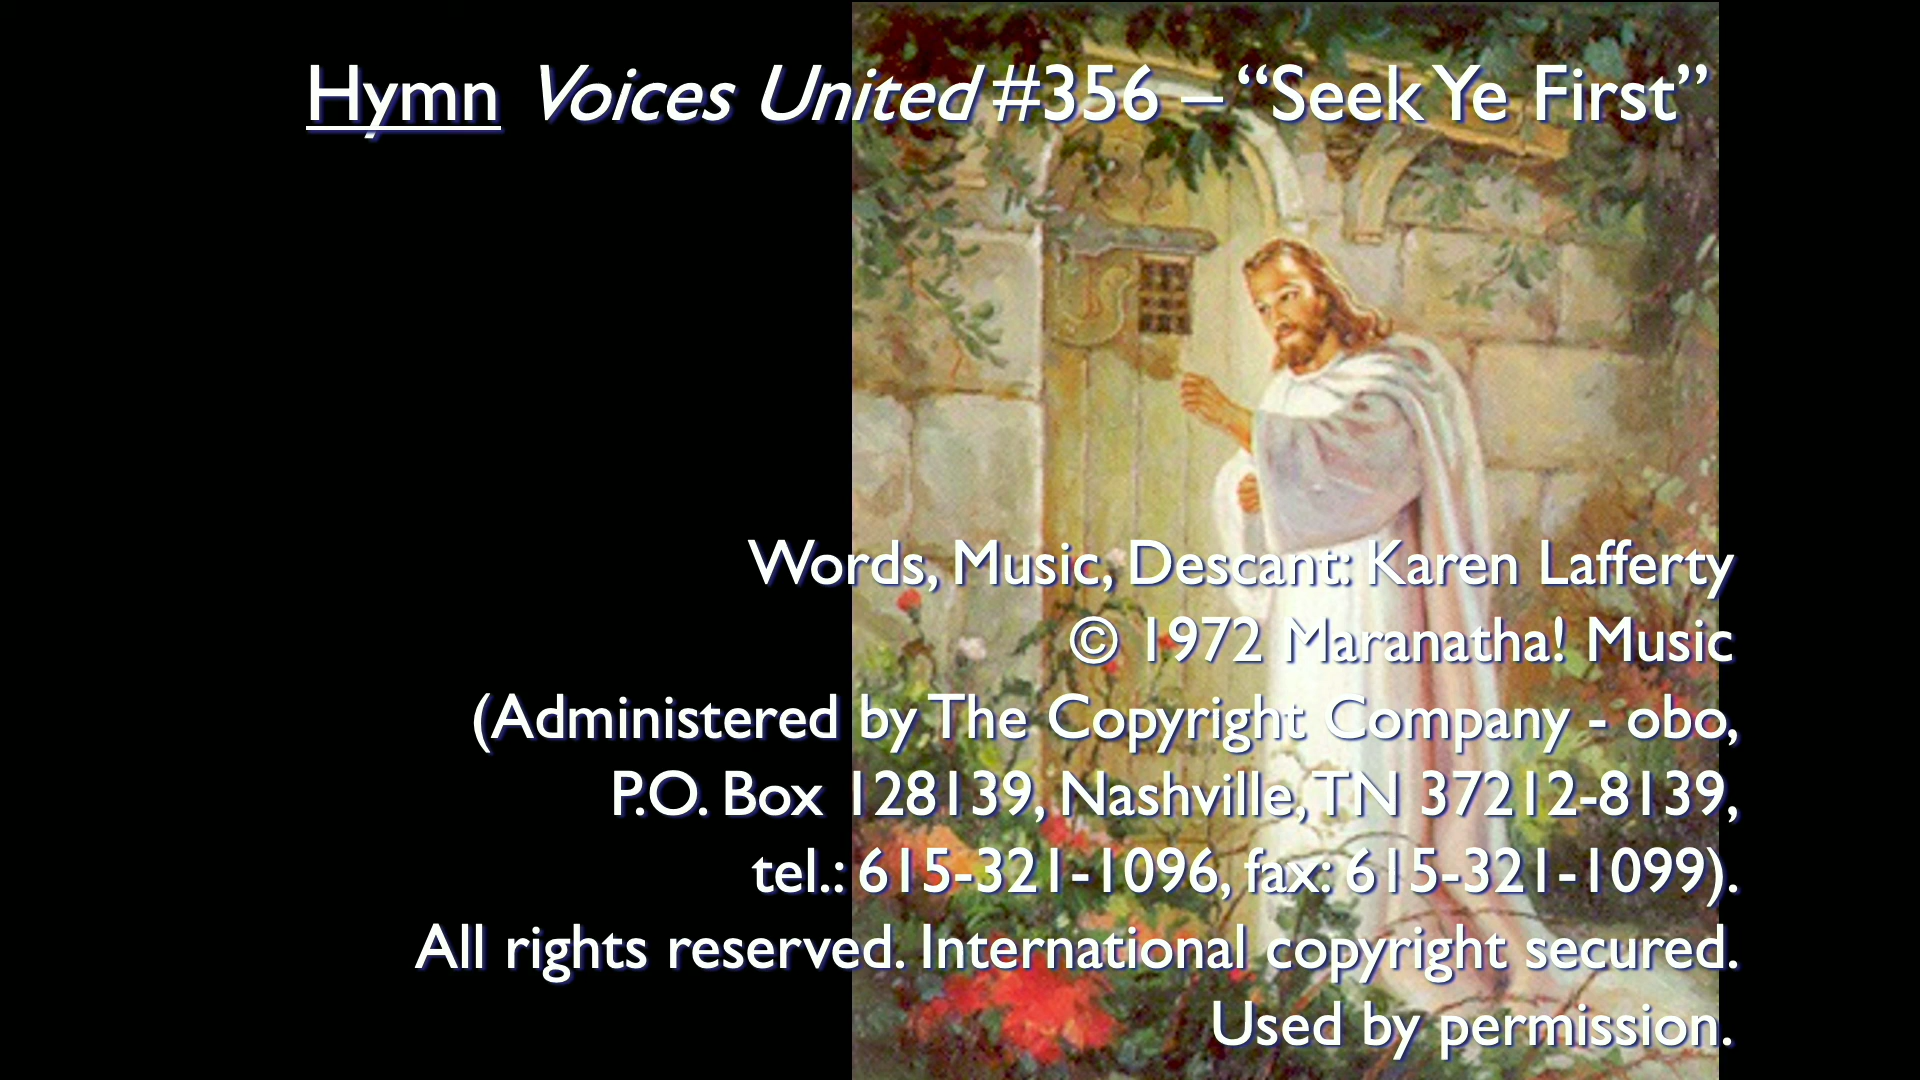 Hymn Voices United #356 – “Seek Ye First”
Words, Music, Descant: Karen Lafferty
© 1972 Maranatha! Music
(Administered by The Copyright Company - obo,
P.O. Box 128139, Nashville, TN 37212-8139,
tel.: 615-321-1096, fax: 615-321-1099).
All rights reserved. International copyright secured.
Used by permission.